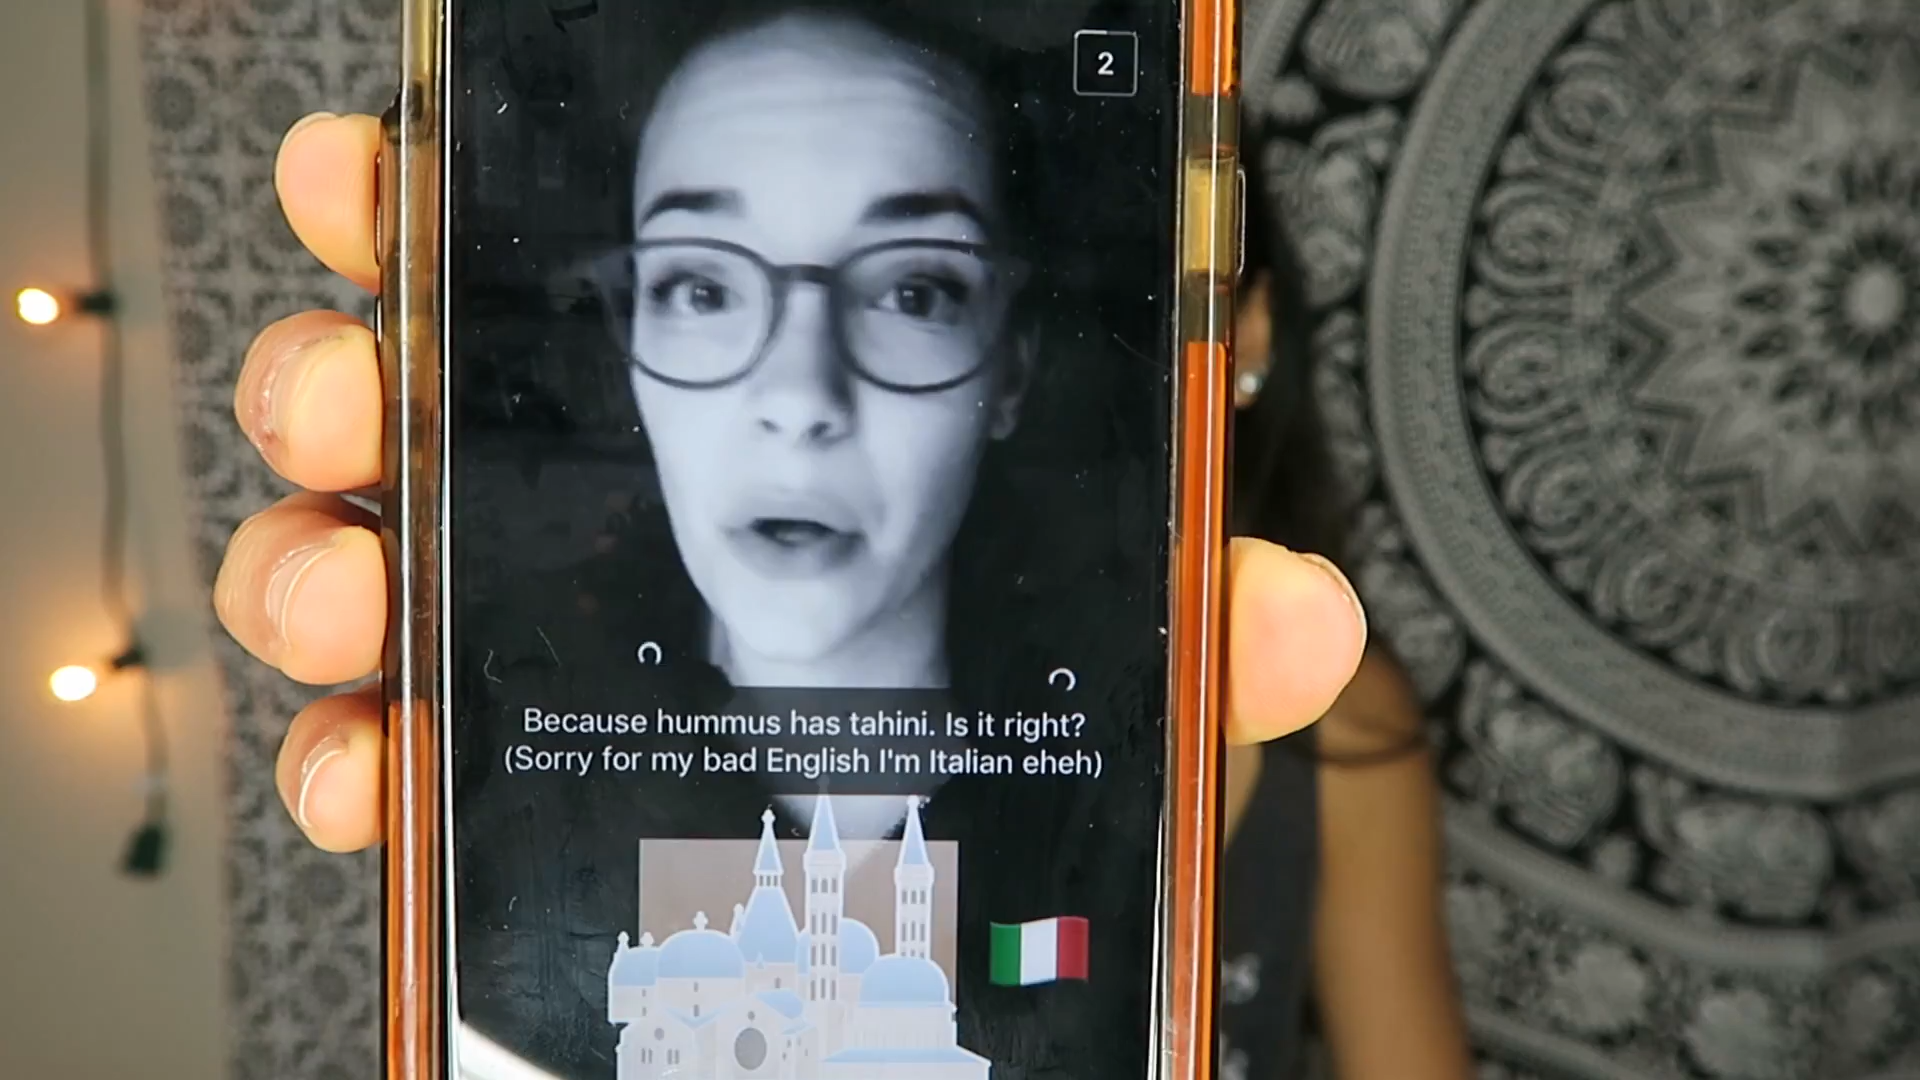 2
Because hummus has tahini. Is it right?
(Sorry for my bad English I'm Italian eheh)